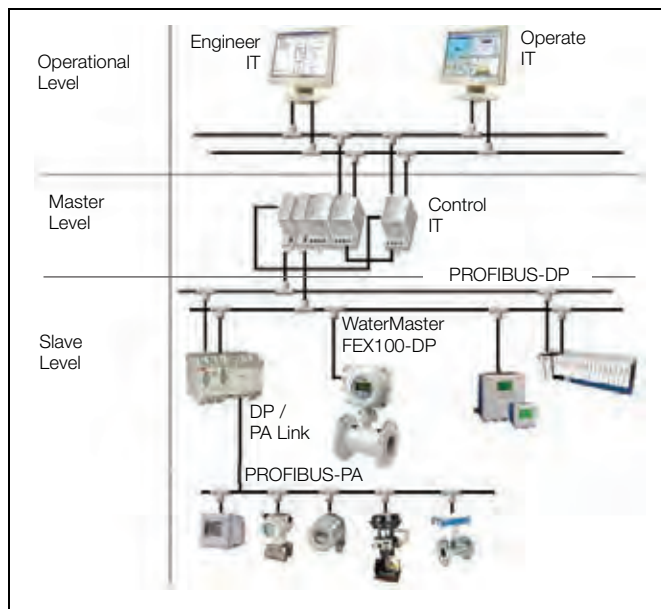 Operational
Level
Engineer
IT
Operate
IT
Master
Level
Control
IT
PROFIBUS-DP
Slave
Level
WaterMaster
FEX100-DP
DP /
PA Link
PROFIBUS-PA